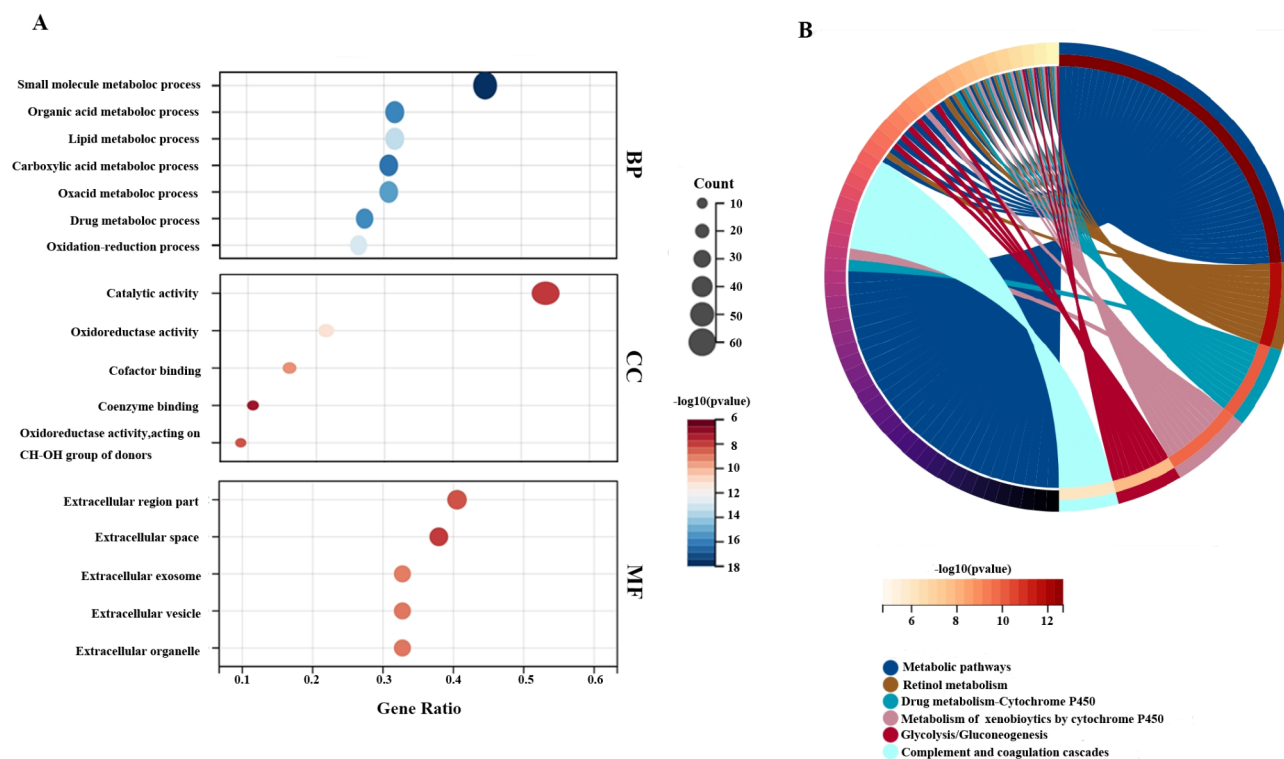 A
Small molecule metaboloc process
Organic acid metaboloc process
Lipid metaboloc process
Carboxylic acid metaboloc process
Oxacid metaboloc process
Drug metaboloc process
Oxidation-reduction process
BP
Catalytic activity
Oxidoreductase activity
Cofactor binding
Coenzyme binding
Oxidoreductase activity,acting on
CH-OH group of donors
CC
Extracellular region part
Extracellular space
Extracellular exosome
Extracellular vesicle
Extracellular organelle
MF
0.1 0.2 0.3 0.4 0.5 0.6
Gene Ratio
Count
10
20
30
40
50
60
-log10(pvalue)
6
8
10
12
14
16
18
B
-log10(pvalue)
6 8 10 12
Metabolic pathways
Retinol metabolism
Drug metabolism-Cytochrome P450
Metabolism of xenobioytics by cytochrome P450
Glycolysis/Gluconeogenesis
Complement and coagulation cascades